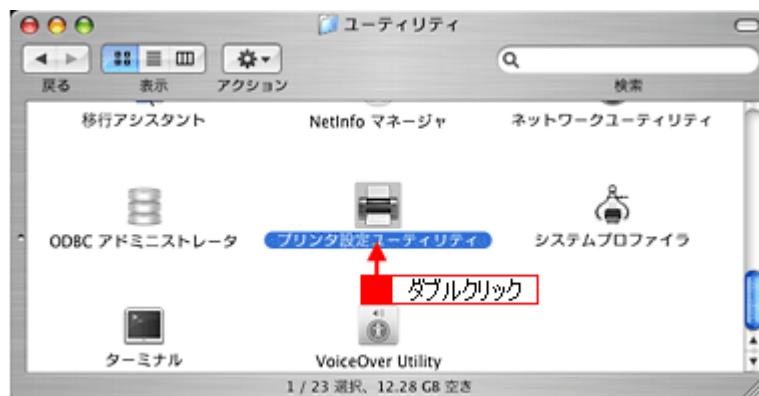 ユーティリティ
戻る 表示 アクション 検索
移行アシスタント NetInfo マネージャ ネットワークユーティリティ
ODBC アドミニストレータ プリンタ設定ユーティリティ システムプロファイラ
ダブルクリック
ターミナル VoiceOver Utility
1 / 23 選択、12.28 GB 空き